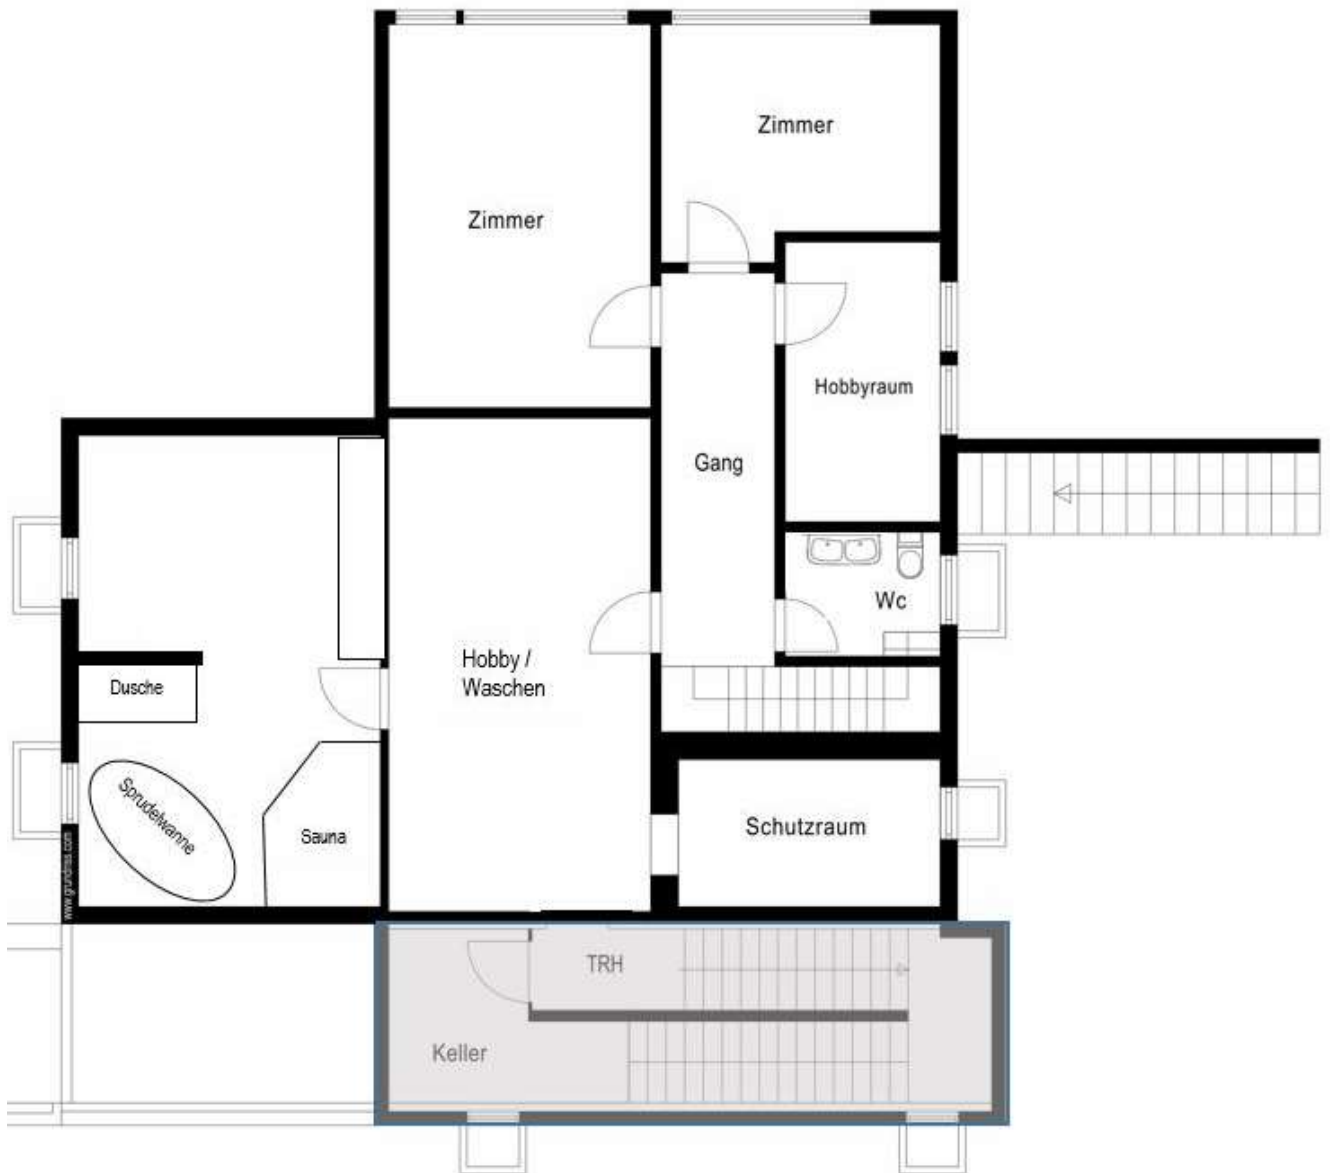 Zimmer
Zimmer
Hobbyraum
Gang
Wc
Hobby /
Waschen
Dusche
Sprudelwanne
Sauna
Schutzraum
www.grundriss.com
TRH
Keller